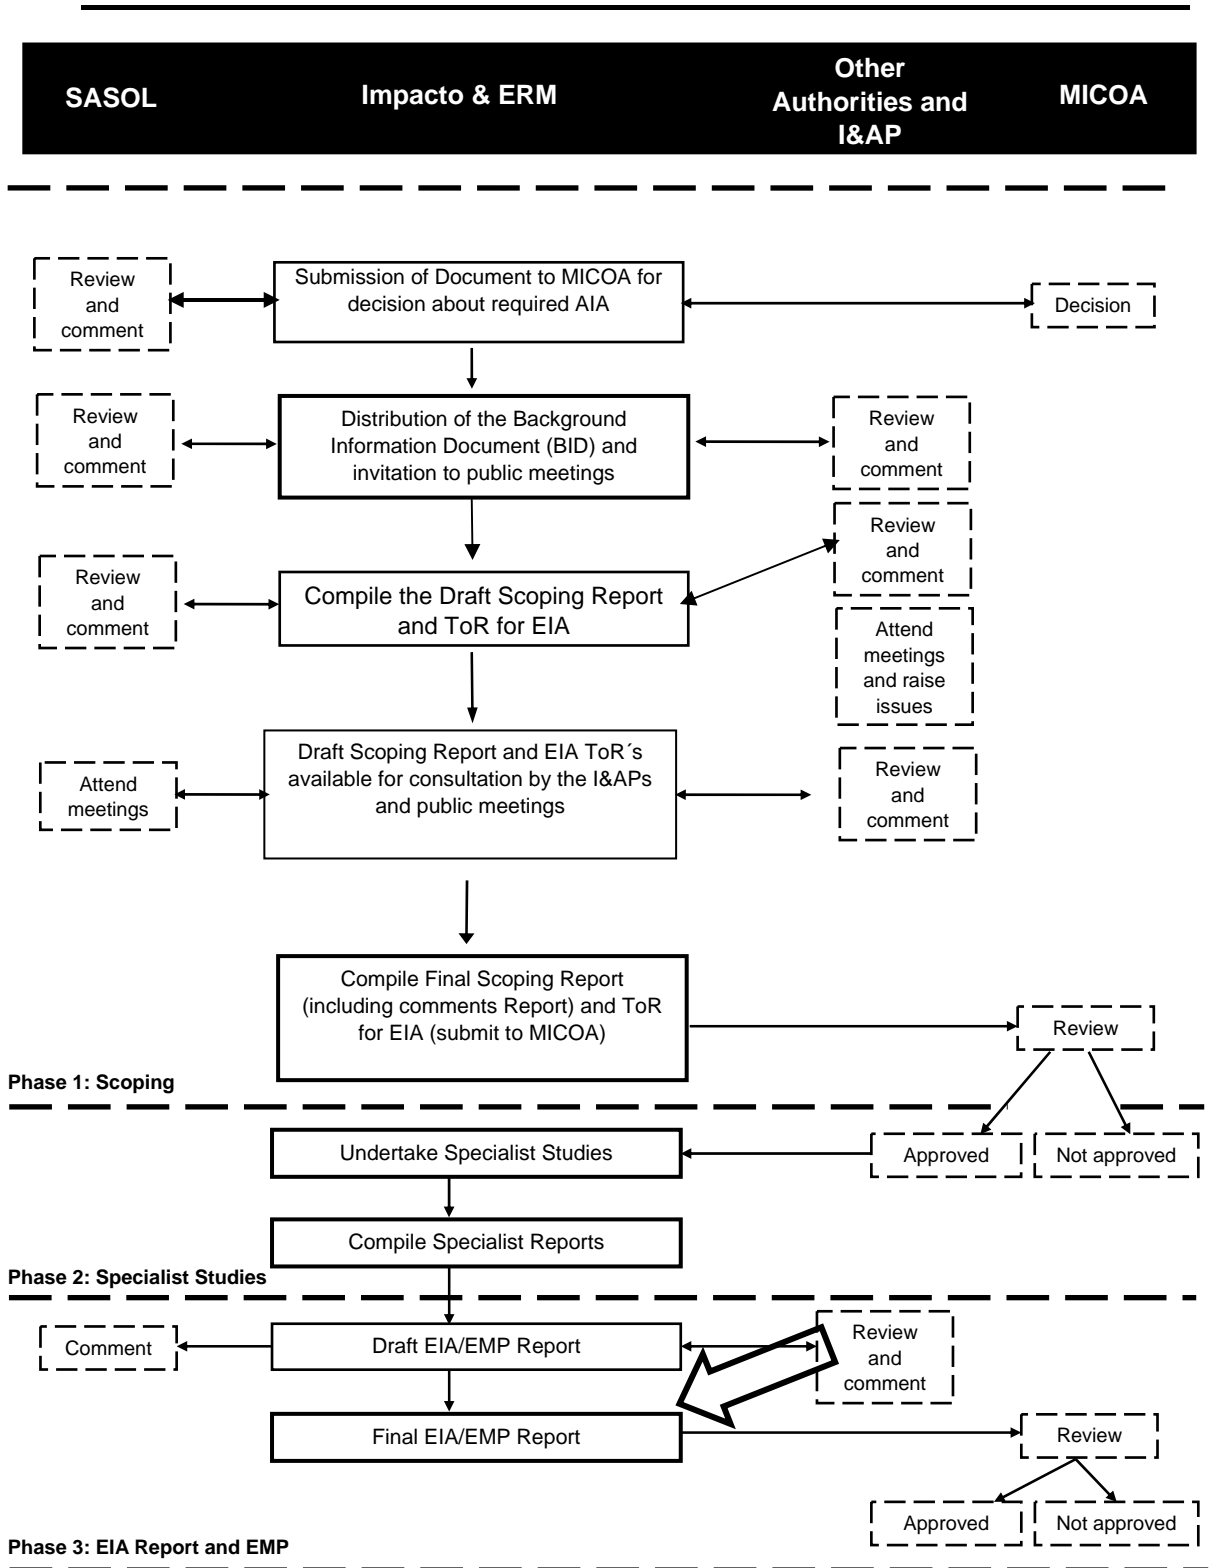 SASOL
Impacto & ERM
Other
Authorities and
I&AP
MICOA
Review
and
comment
Submission of Document to MICOA for
decision about required AIA
Decision
Review
and
comment
Distribution of the Background
Information Document (BID) and
invitation to public meetings
Review
and
comment
Review
and
comment
Compile the Draft Scoping Report
and ToR for EIA
Review
and
comment
Attend
meetings
and raise
issues
Attend
meetings
Draft Scoping Report and EIA ToR´s
available for consultation by the I&APs
and public meetings
Review
and
comment
Compile Final Scoping Report
(including comments Report) and ToR
for EIA (submit to MICOA)
Review
Phase 1: Scoping
Undertake Specialist Studies
Approved
Not approved
Compile Specialist Reports
Phase 2: Specialist Studies
Comment
Draft EIA/EMP Report
Review
and
comment
Final EIA/EMP Report
Review
Approved
Not approved
Phase 3: EIA Report and EMP